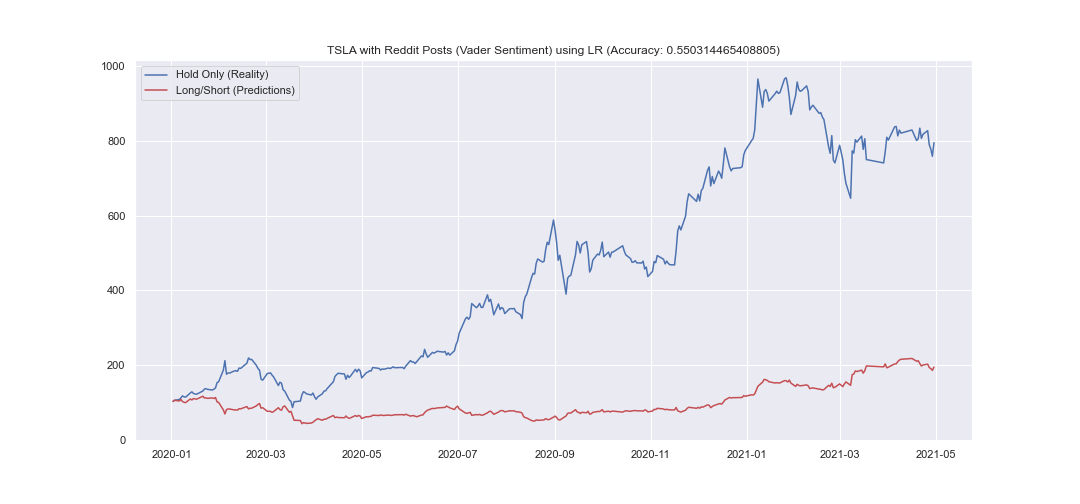 TSLA with Reddit Posts (Vader Sentiment) using LR (Accuracy: 0.550314465408805)
Hold Only (Reality)
Long/Short (Predictions)
1000
800
600
400
200
0
2020-01 2020-03 2020-05 2020-07 2020-09 2020-11 2021-01 2021-03 2021-05